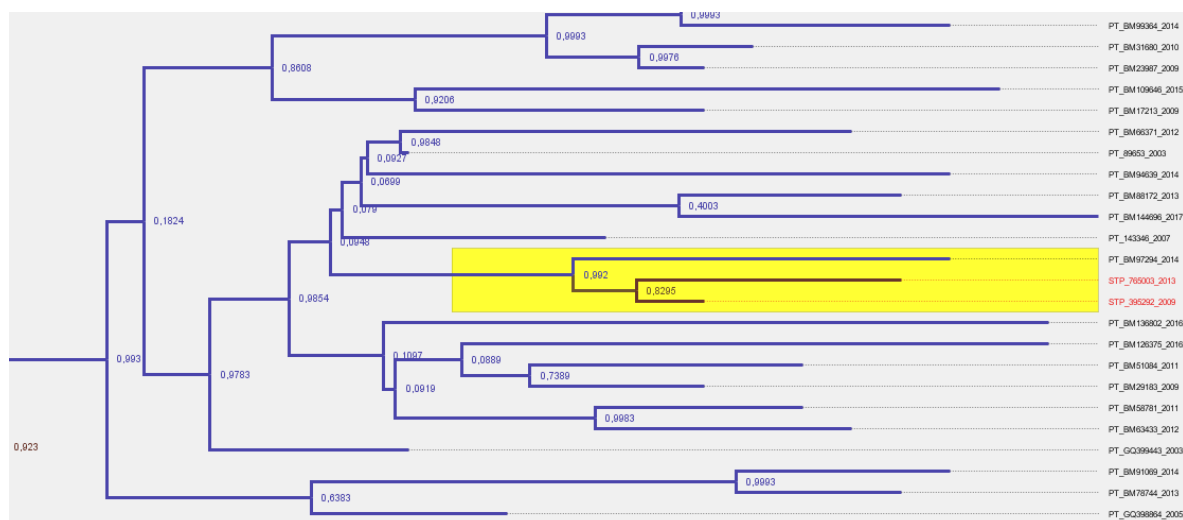 0,9993
PT_BM99364_2014
0,9993
PT_BM31680_2010
0,9976
PT_BM23987_2009
0,8608
PT_BM109646_2015
0,9206
PT_BM17213_2009
PT_BM66371_2012
0,9848
PT_89653_2003
0,0927
PT_BM94639_2014
0,0699
PT_BM88172_2013
0,4003
0,079
PT_BM144696_2017
0,1824
PT_143346_2007
0,0948
PT_BM97294_2014
0,992
STP_765003_2013
0,8295
0,9854
STP_395292_2009
PT_BM136802_2016
PT_BM126375_2016
0,1097
0,993
0,0889
PT_BM51084_2011
0,9783
0,7389
PT_BM29183_2009
0,0919
PT_BM58781_2011
0,9983
PT_BM63433_2012
0,923
PT_GQ399443_2003
PT_BM91069_2014
0,9993
PT_BM78744_2013
0,6383
PT_GQ398864_2005